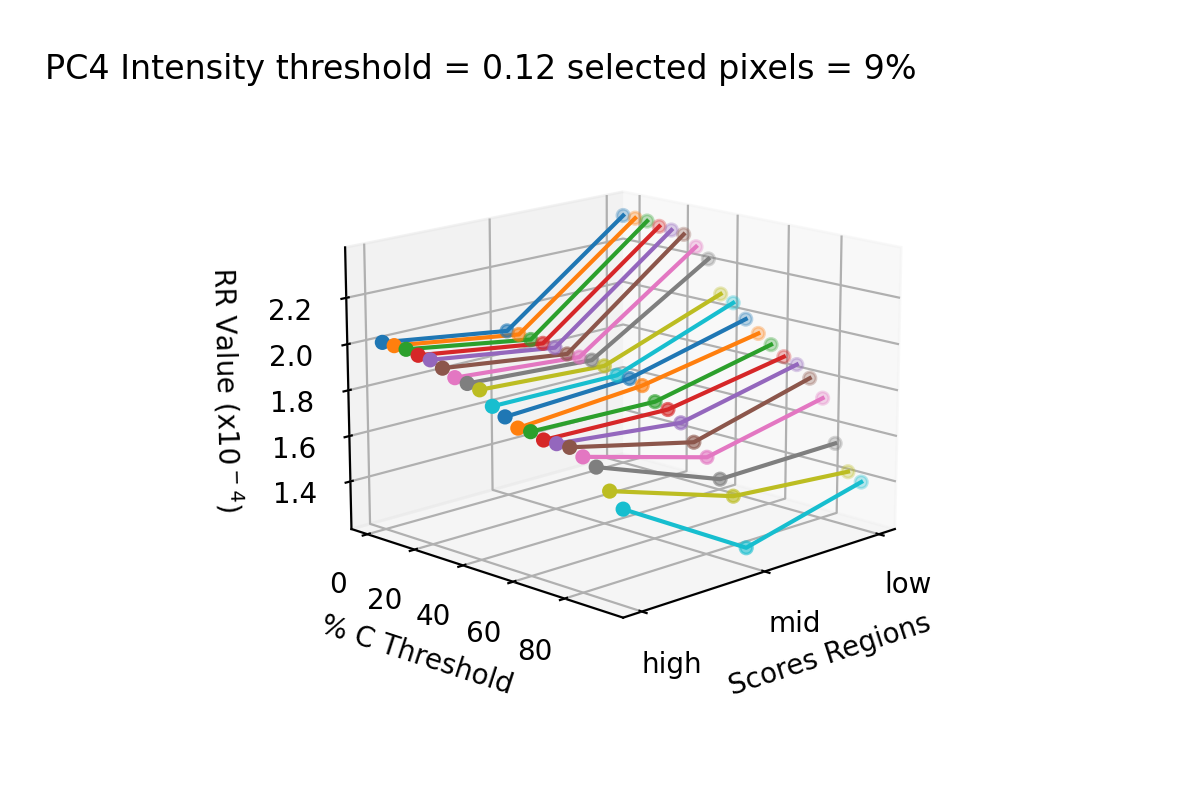 PC4 Intensity threshold = 0.12 selected pixels = 9%
RR Value (x10⁻⁴)
2.2
2.0
1.8
1.6
1.4
0
20
40
60
80
% C Threshold
high
mid
low
Scores Regions